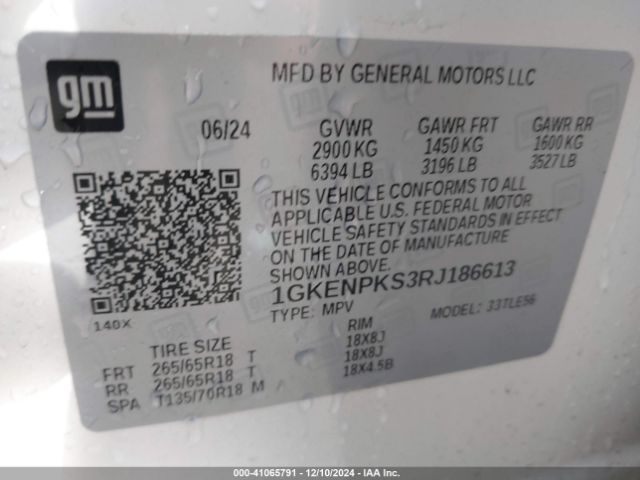 gm
MFD BY GENERAL MOTORS LLC
06/24 GVWR GAWR FRT GAWR RR
2900 KG 1450 KG 1600 KG
6394 LB 3196 LB 3527 LB
THIS VEHICLE CONFORMS TO ALL
APPLICABLE U.S. FEDERAL MOTOR
VEHICLE SAFETY STANDARDS IN EFFECT
ON THE DATE OF MANUFACTURE
SHOWN ABOVE.
1GKENPKS3RJ186613
TYPE: MPV MODEL: 33TLE56
140X
TIRE SIZE RIM
FRT 265/65R18 T 18X8J
RR 265/65R18 T 18X8J
SPA T135/70R18 M 18X4.5B
000-41065791 - 12/10/2024 - IAA Inc.